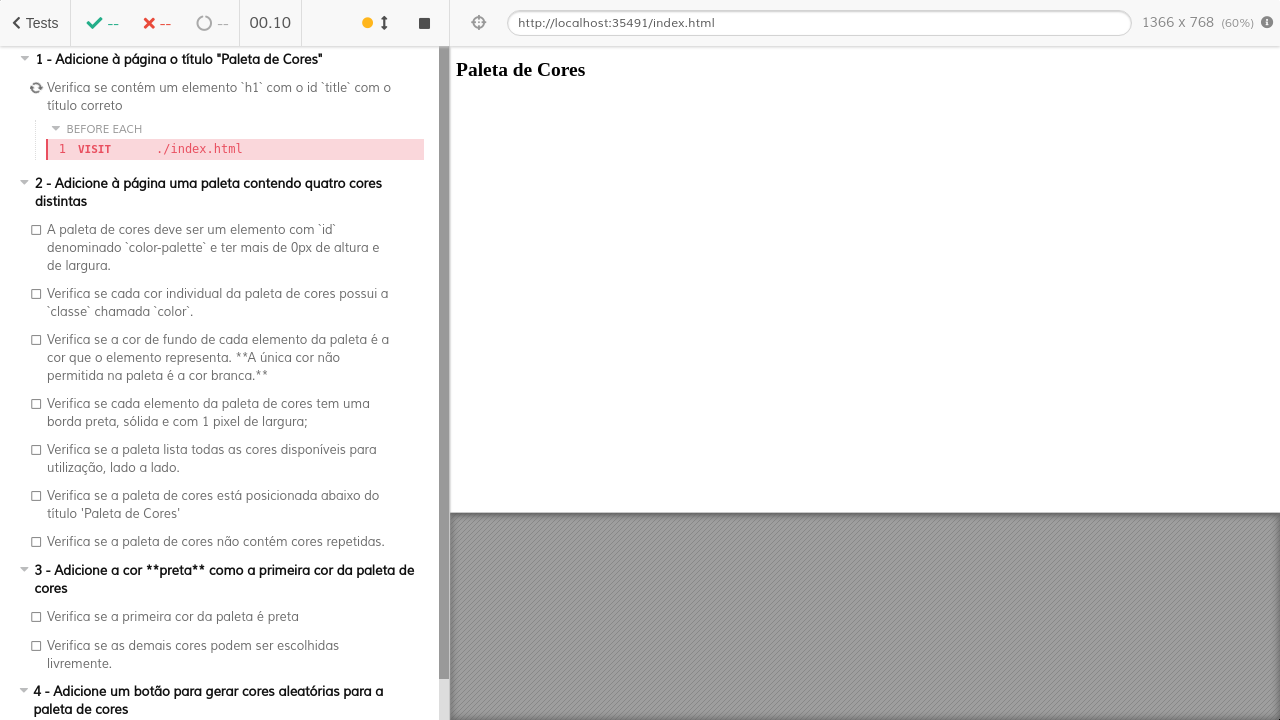 Tests
--
--
--
00.10
http://localhost:35491/index.html
1366 x 768 (60%)
1 - Adicione à página o título "Paleta de Cores"
Verifica se contém um elemento `h1` com o id `title` com o
título correto
BEFORE EACH
1 VISIT ./index.html
2 - Adicione à página uma paleta contendo quatro cores
distintas
A paleta de cores deve ser um elemento com `id`
denominado `color-palette` e ter mais de 0px de altura e
de largura.
Verifica se cada cor individual da paleta de cores possui a
`classe` chamada `color`.
Verifica se a cor de fundo de cada elemento da paleta é a
cor que o elemento representa. **A única cor não
permitida na paleta é a cor branca.**
Verifica se cada elemento da paleta de cores tem uma
borda preta, sólida e com 1 pixel de largura;
Verifica se a paleta lista todas as cores disponíveis para
utilização, lado a lado.
Verifica se a paleta de cores está posicionada abaixo do
título 'Paleta de Cores'
Verifica se a paleta de cores não contém cores repetidas.
3 - Adicione a cor **preta** como a primeira cor da paleta de
cores
Verifica se a primeira cor da paleta é preta
Verifica se as demais cores podem ser escolhidas
livremente.
4 - Adicione um botão para gerar cores aleatórias para a
paleta de cores
Paleta de Cores